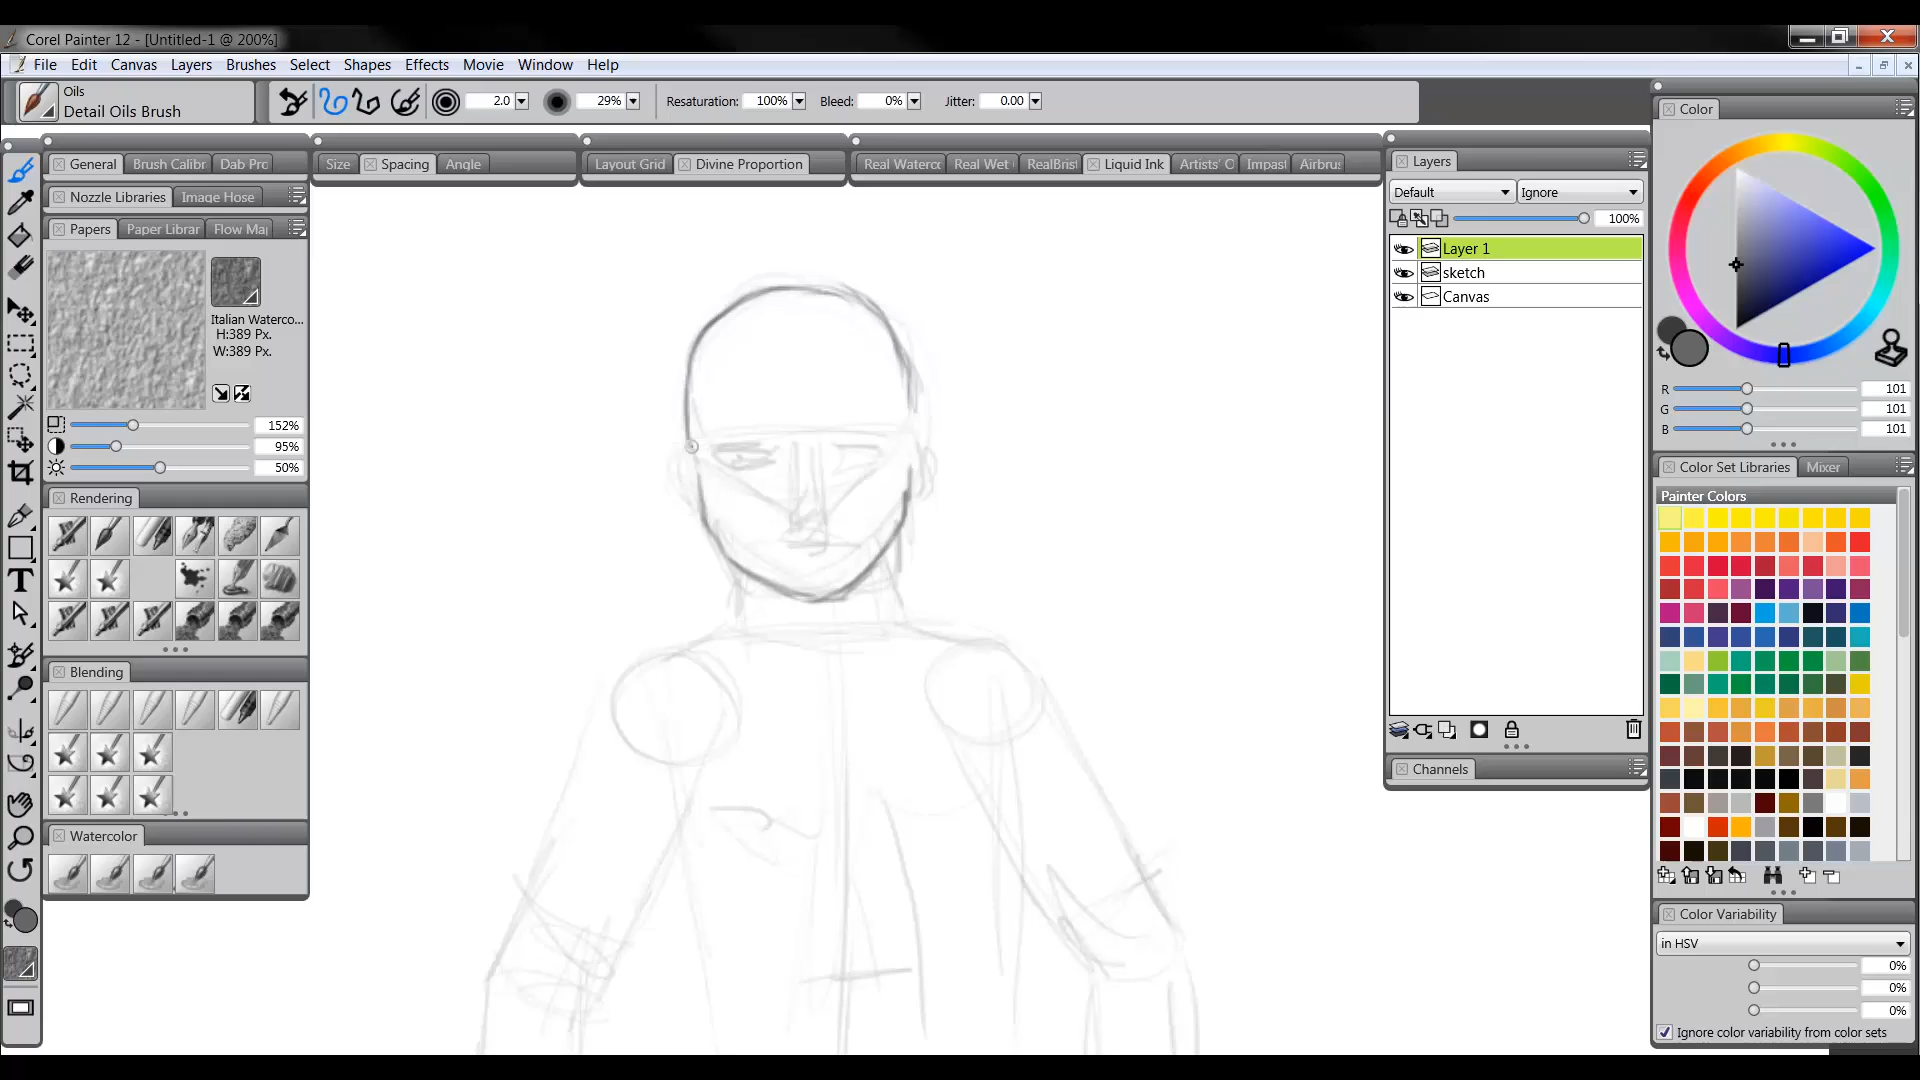 Corel Painter 12 - [Untitled-1 @ 200%]
File Edit Canvas Layers Brushes Select Shapes Effects Movie Window Help
Oils
Detail Oils Brush
2.0 29% Resaturation: 100% Bleed: 0% Jitter: 0.00
General Brush Calibr Dab Pro
Size Spacing Angle
Layout Grid Divine Proportion
Real Waterco Real Wet RealBrist Liquid Ink Artists' O Impast Airbrus
Nozzle Libraries Image Hose
Papers Paper Librar Flow Map
Italian Waterco...
H:389 Px.
W:389 Px.
152%
95%
50%
Rendering
Blending
Watercolor
Layers
Default Ignore
100%
Layer 1
sketch
Canvas
Channels
Color
R 101
G 101
B 101
Color Set Libraries Mixer
Painter Colors
Color Variability
in HSV
0%
0%
0%
Ignore color variability from color sets